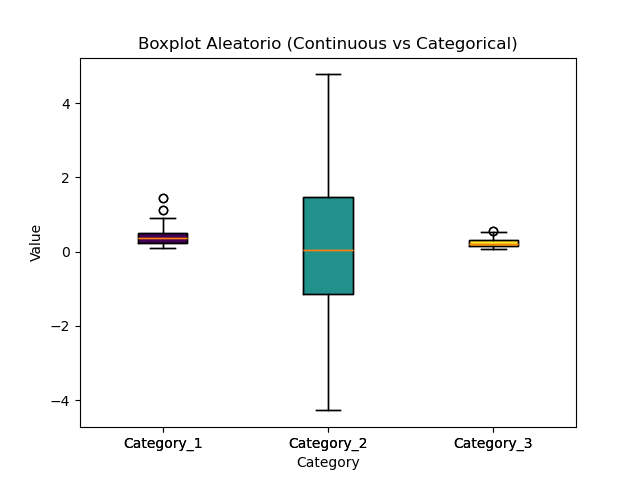 Boxplot Aleatorio (Continuous vs Categorical)
4
2
0
−2
−4
Value
Category_1 Category_2 Category_3
Category